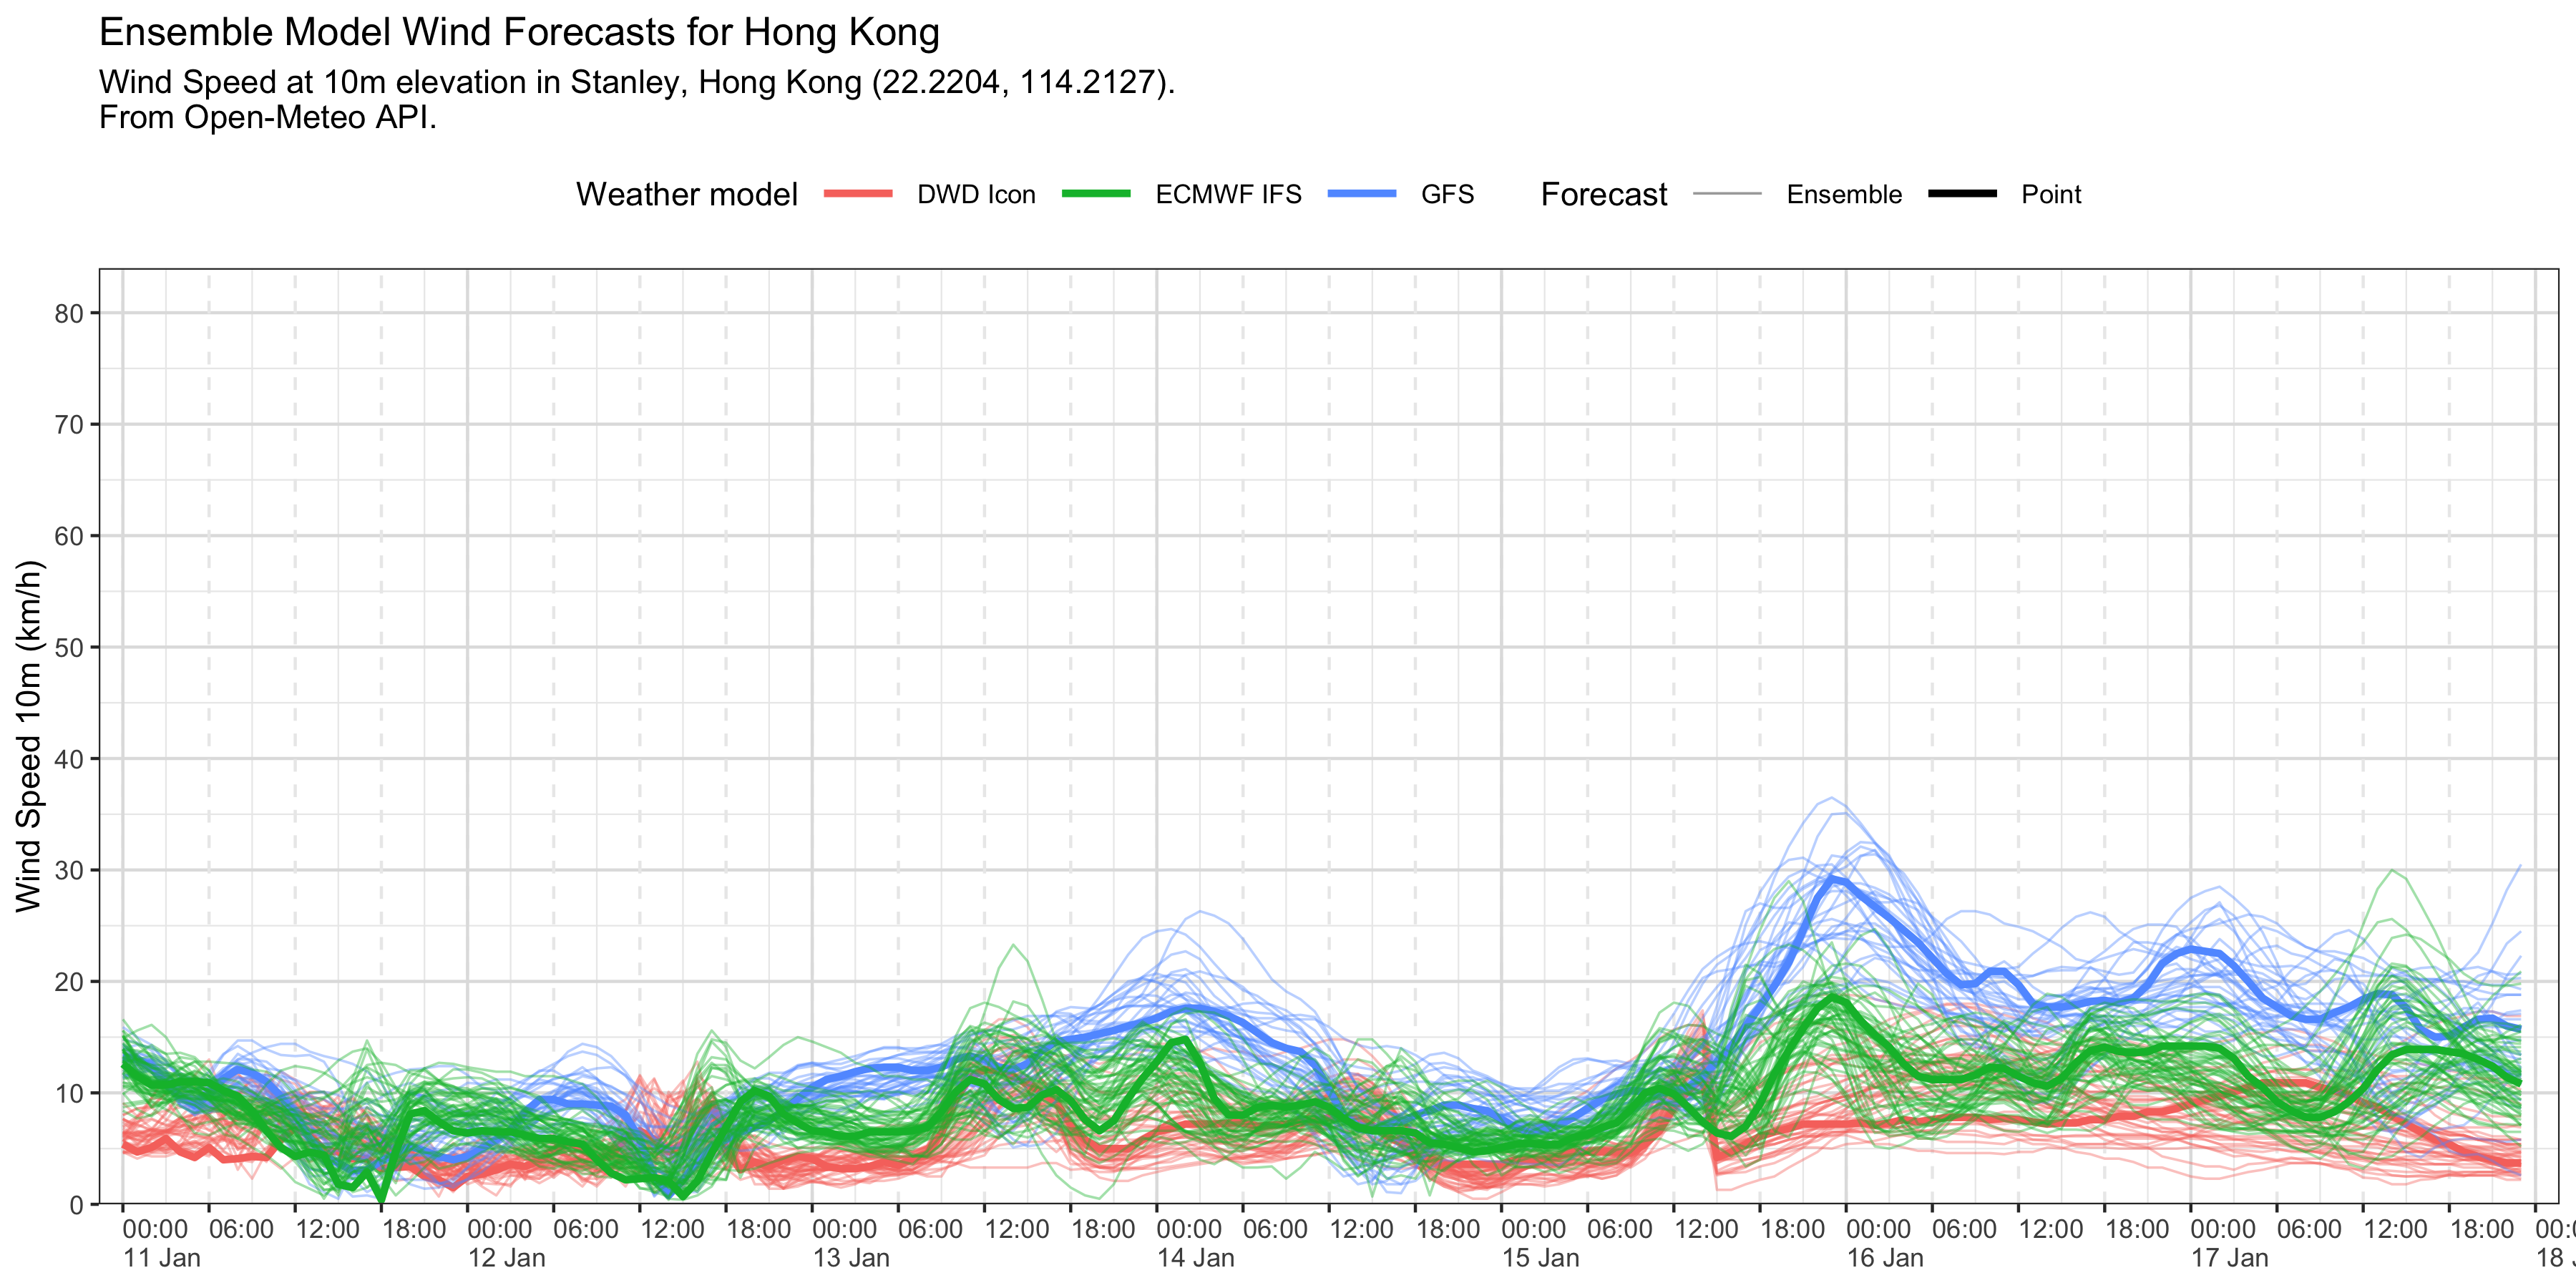 Ensemble Model Wind Forecasts for Hong Kong
Wind Speed at 10m elevation in Stanley, Hong Kong (22.2204, 114.2127).
From Open-Meteo API.
Weather model DWD Icon ECMWF IFS GFS Forecast Ensemble Point
80
70
60
50
40
30
20
10
0
Wind Speed 10m (km/h)
00:00 06:00 12:00 18:00 00:00 06:00 12:00 18:00 00:00 06:00 12:00 18:00 00:00 06:00 12:00 18:00 00:00 06:00 12:00 18:00 00:00 06:00 12:00 18:00 00:00 06:00 12:00 18:00 00:0
11 Jan 12 Jan 13 Jan 14 Jan 15 Jan 16 Jan 17 Jan 18 J